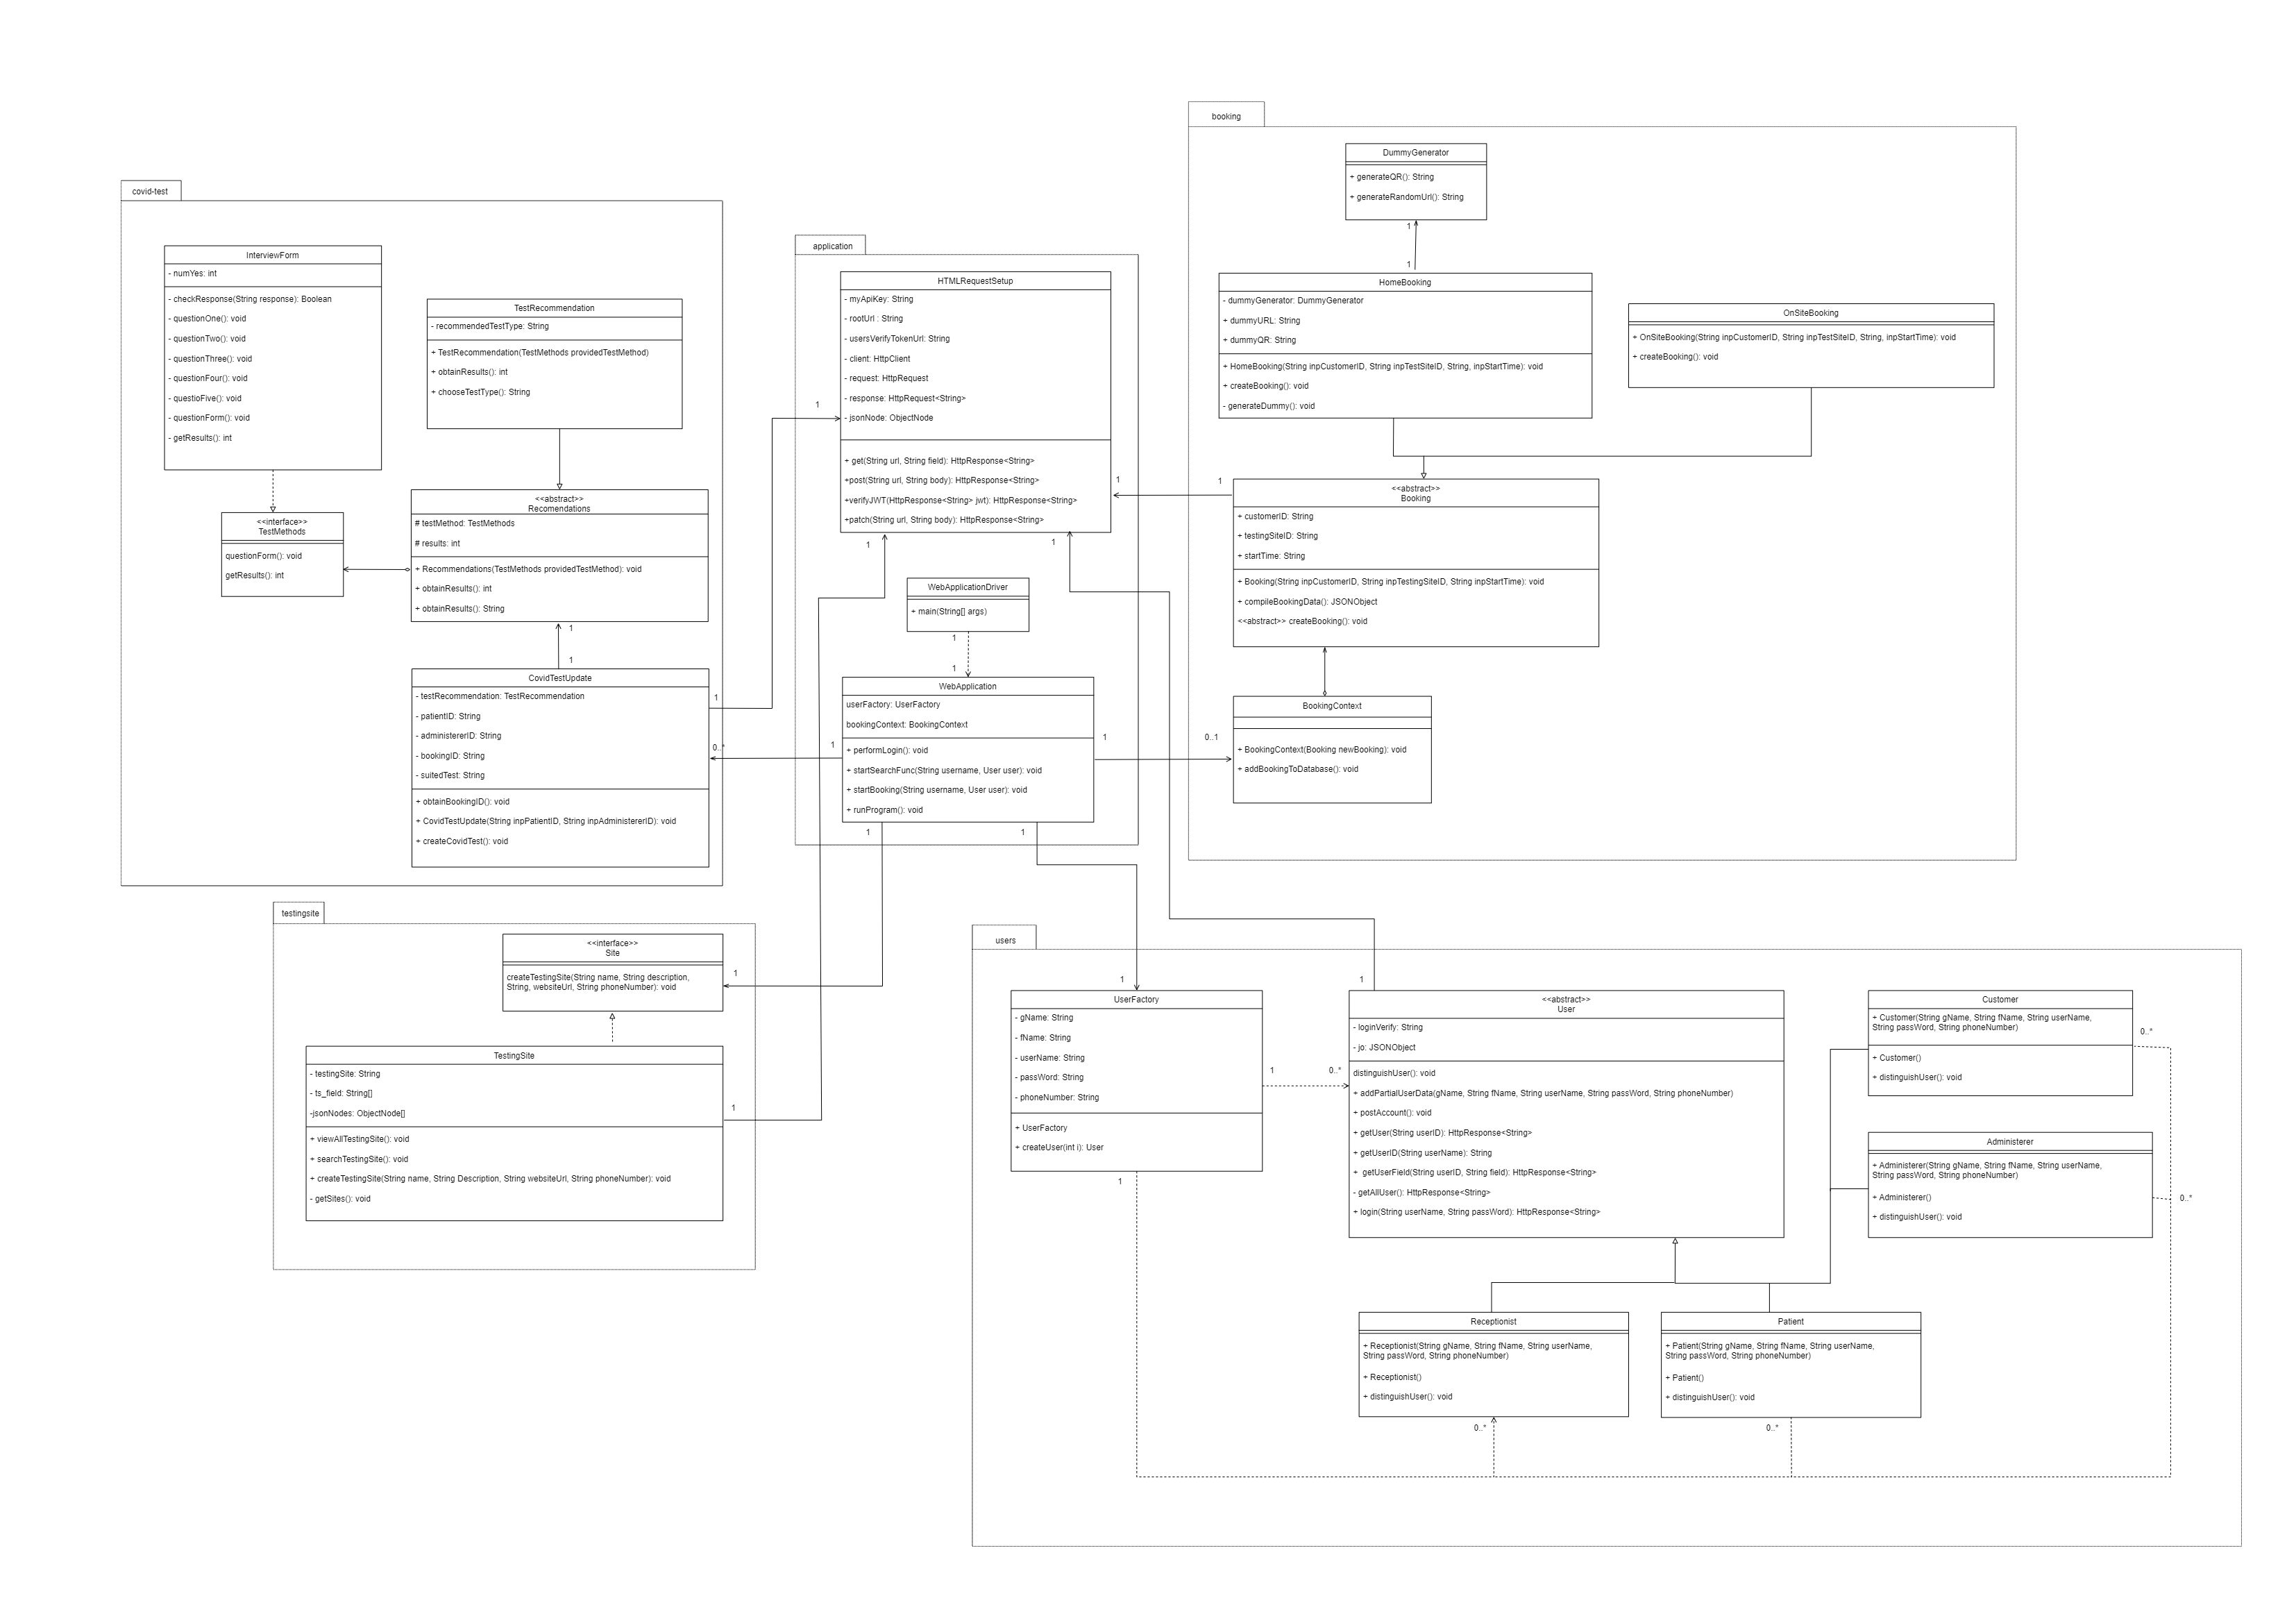 booking
DummyGenerator
+ generateQR(): String
+ generateRandomUrl(): String
1
1
HomeBooking
- dummyGenerator: DummyGenerator
+ dummyURL: String
+ dummyQR: String
+ HomeBooking(String inpCustomerID, String inpTestSiteID, String, inpStartTime): void
+ createBooking(): void
- generateDummy(): void
OnSiteBooking
+ OnSiteBooking(String inpCustomerID, String inpTestSiteID, String, inpStartTime): void
+ createBooking(): void
<<abstract>>
Booking
+ customerID: String
+ testingSiteID: String
+ startTime: String
+ Booking(String inpCustomerID, String inpTestingSiteID, String inpStartTime): void
+ compileBookingData(): JSONObject
<<abstract>> createBooking(): void
1
1
BookingContext
+ BookingContext(Booking newBooking): void
+ addBookingToDatabase(): void
1
0..1
covid-test
InterviewForm
- numYes: int
- checkResponse(String response): Boolean
- questionOne(): void
- questionTwo(): void
- questionThree(): void
- questionFour(): void
- questioFive(): void
- questionForm(): void
- getResults(): int
TestRecommendation
- recommendedTestType: String
+ TestRecommendation(TestMethods providedTestMethod)
+ obtainResults(): int
+ chooseTestType(): String
<<interface>>
TestMethods
questionForm(): void
getResults(): int
<<abstract>>
Recomendations
# testMethod: TestMethods
# results: int
+ Recommendations(TestMethods providedTestMethod): void
+ obtainResults(): int
+ obtainResults(): String
1
1
CovidTestUpdate
- testRecommendation: TestRecommendation
- patientID: String
- administererID: String
- bookingID: String
- suitedTest: String
+ obtainBookingID(): void
+ CovidTestUpdate(String inpPatientID, String inpAdministererID): void
+ createCovidTest(): void
1
0..*
application
1
HTMLRequestSetup
- myApiKey: String
- rootUrl : String
- usersVerifyTokenUrl: String
- client: HttpClient
- request: HttpRequest
- response: HttpRequest<String>
- jsonNode: ObjectNode
+ get(String url, String field): HttpResponse<String>
+post(String url, String body): HttpResponse<String>
+verifyJWT(HttpResponse<String> jwt): HttpResponse<String>
+patch(String url, String body): HttpResponse<String>
1
1
WebApplicationDriver
+ main(String[] args)
1
1
WebApplication
userFactory: UserFactory
bookingContext: BookingContext
+ performLogin(): void
+ startSearchFunc(String username, User user): void
+ startBooking(String username, User user): void
+ runProgram(): void
1
1
1
testingsite
<<interface>>
Site
createTestingSite(String name, String description,
String, websiteUrl, String phoneNumber): void
1
TestingSite
- testingSite: String
- ts_field: String[]
-jsonNodes: ObjectNode[]
+ viewAllTestingSite(): void
+ searchTestingSite(): void
+ createTestingSite(String name, String Description, String websiteUrl, String phoneNumber): void
- getSites(): void
1
users
1
UserFactory
- gName: String
- fName: String
- userName: String
- passWord: String
- phoneNumber: String
+ UserFactory
+ createUser(int i): User
1
1
0..*
1
<<abstract>>
User
- loginVerify: String
- jo: JSONObject
distinguishUser(): void
+ addPartialUserData(gName, String fName, String userName, String passWord, String phoneNumber)
+ postAccount(): void
+ getUser(String userID): HttpResponse<String>
+ getUserID(String userName): String
+ getUserField(String userID, String field): HttpResponse<String>
- getAllUser(): HttpResponse<String>
+ login(String userName, String passWord): HttpResponse<String>
Customer
+ Customer(String gName, String fName, String userName,
String passWord, String phoneNumber)
+ Customer()
+ distinguishUser(): void
0..*
Administerer
+ Administerer(String gName, String fName, String userName,
String passWord, String phoneNumber)
+ Administerer()
+ distinguishUser(): void
0..*
Receptionist
+ Receptionist(String gName, String fName, String userName,
String passWord, String phoneNumber)
+ Receptionist()
+ distinguishUser(): void
0..*
Patient
+ Patient(String gName, String fName, String userName,
String passWord, String phoneNumber)
+ Patient()
+ distinguishUser(): void
0..*